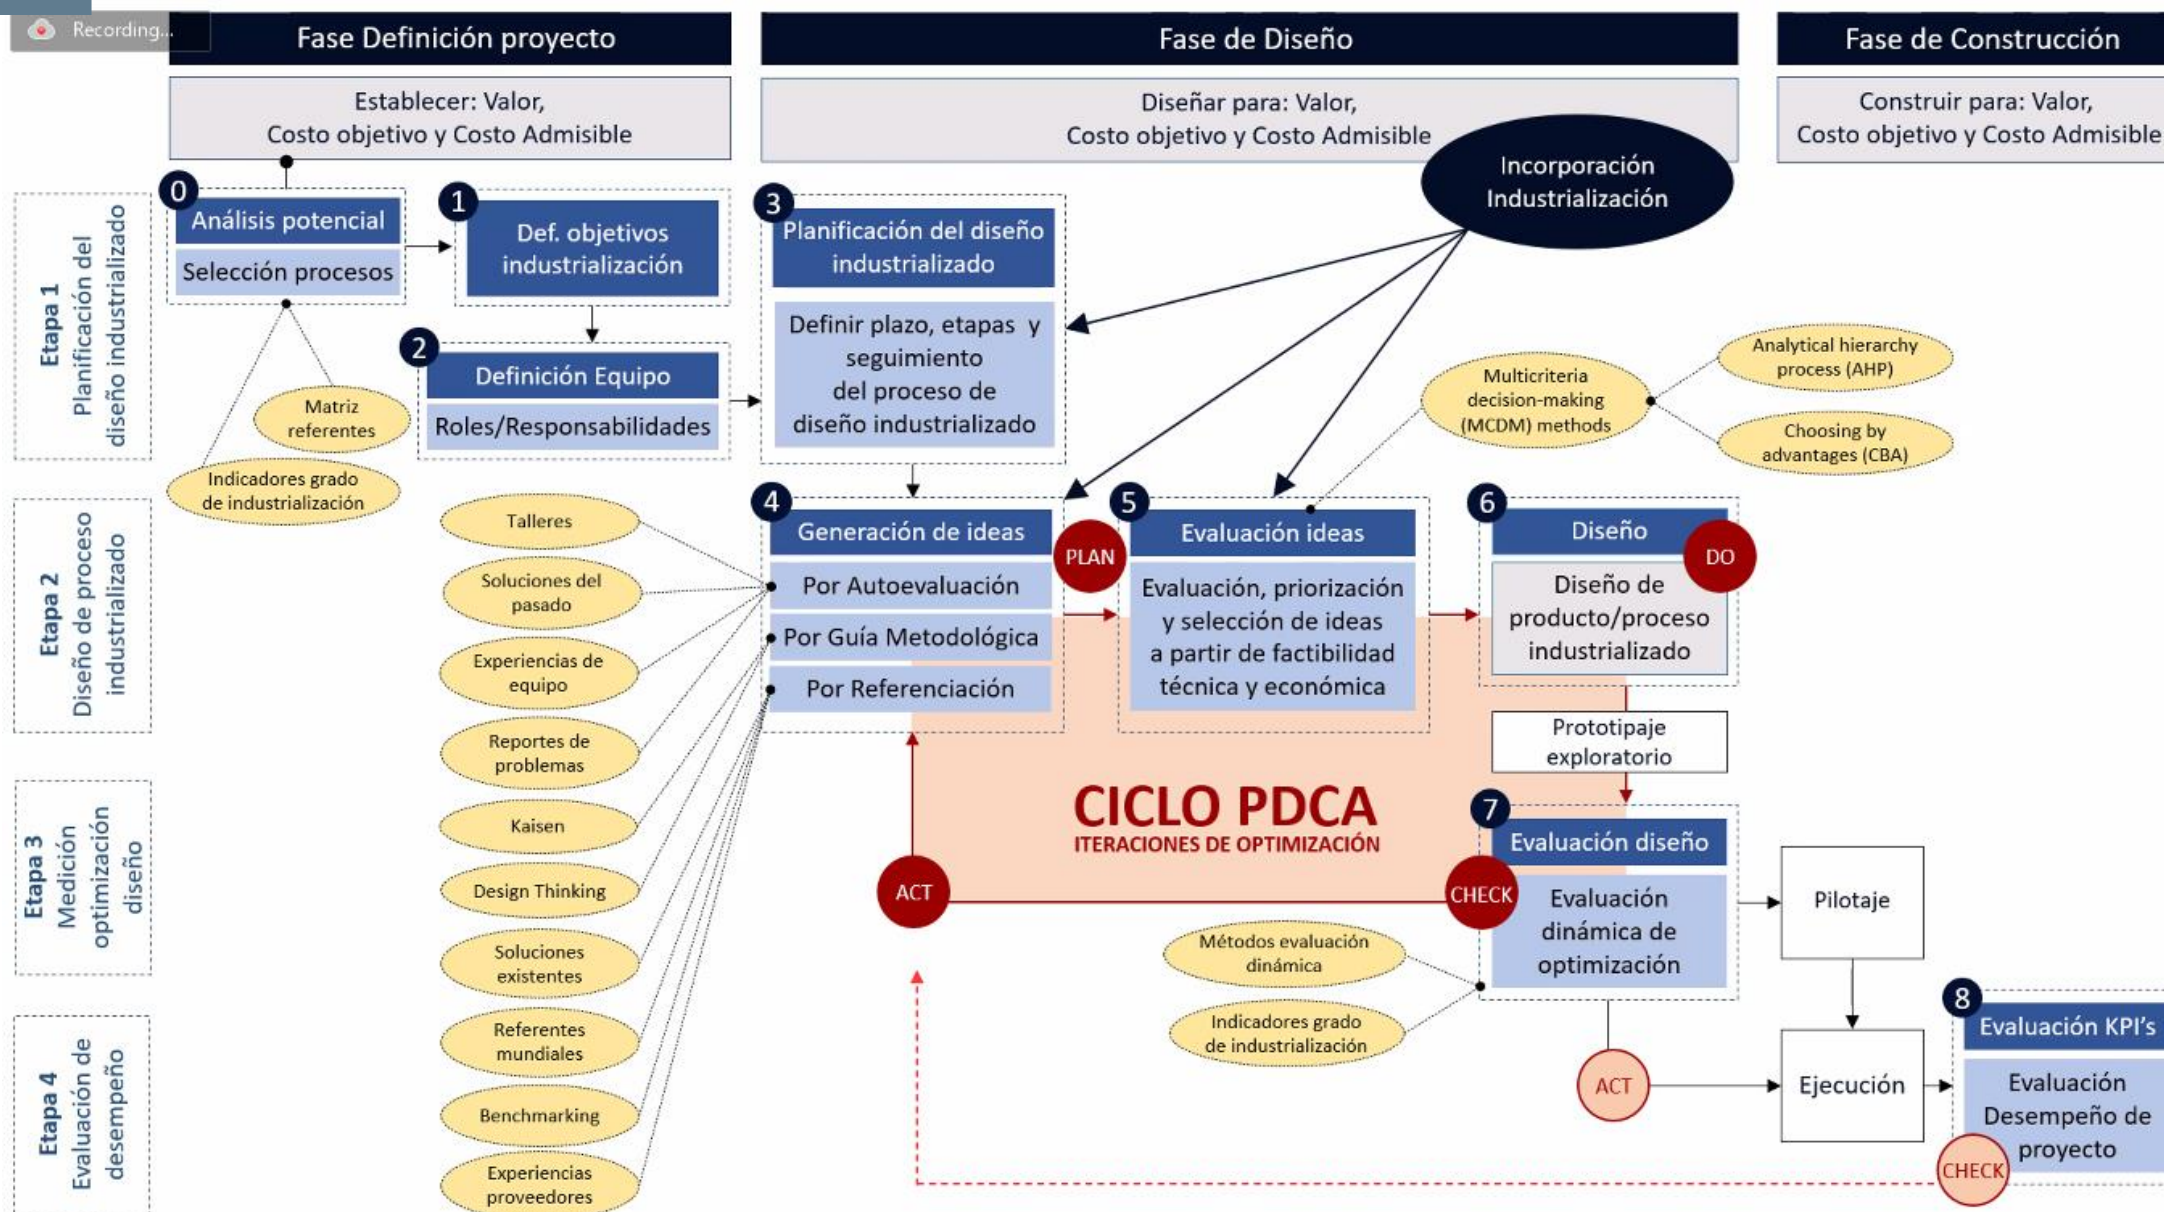 Recording...
Fase Definición proyecto
Fase de Diseño
Fase de Construcción
Establecer: Valor,
Costo objetivo y Costo Admisible
Diseñar para: Valor,
Costo objetivo y Costo Admisible
Construir para: Valor,
Costo objetivo y Costo Admisible
Incorporación
Industrialización
Etapa 1
Planificación del
diseño industrializado
0
Análisis potencial
Selección procesos
1
Def. objetivos
industrialización
2
Definición Equipo
Roles/Responsabilidades
3
Planificación del diseño
industrializado
Definir plazo, etapas y
seguimiento
del proceso de
diseño industrializado
Matriz
referentes
Indicadores grado
de industrialización
Multicriteria
decision-making
(MCDM) methods
Analytical hierarchy
process (AHP)
Choosing by
advantages (CBA)
Etapa 2
Diseño de proceso
industrializado
Talleres
Soluciones del
pasado
Experiencias de
equipo
Reportes de
problemas
Kaisen
Design Thinking
Soluciones
existentes
Referentes
mundiales
Benchmarking
Experiencias
proveedores
4
Generación de ideas
Por Autoevaluación
Por Guía Metodológica
Por Referenciación
PLAN
5
Evaluación ideas
Evaluación, priorización
y selección de ideas
a partir de factibilidad
técnica y económica
6
Diseño
DO
Diseño de
producto/proceso
industrializado
Prototipaje
exploratorio
Etapa 3
Medición
optimización
diseño
CICLO PDCA
ITERACIONES DE OPTIMIZACIÓN
ACT
CHECK
7
Evaluación diseño
Evaluación
dinámica de
optimización
Métodos evaluación
dinámica
Indicadores grado
de industrialización
Pilotaje
Etapa 4
Evaluación de
desempeño
ACT
Ejecución
8
Evaluación KPI's
Evaluación
Desempeño de
proyecto
CHECK